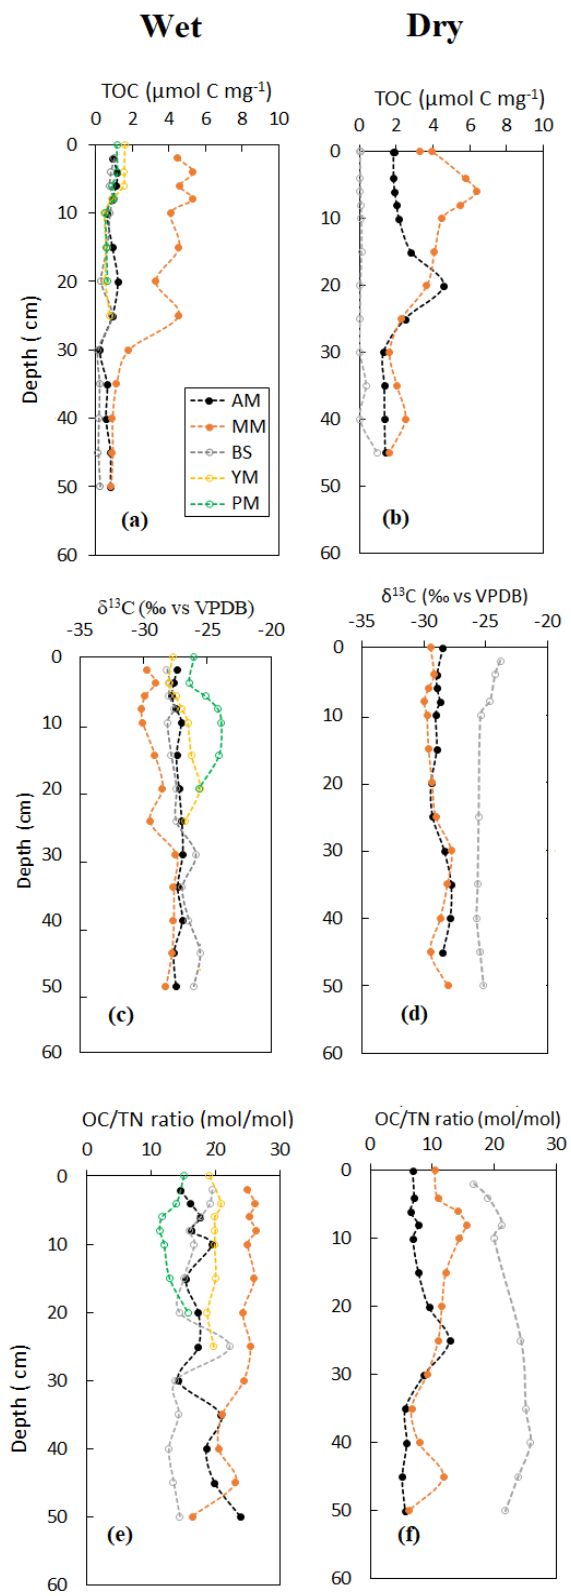 Wet
Dry
TOC (µmol C mg⁻¹)
0 2 4 6 8 10
0
10
20
30
40
50
60
Depth ( cm)
AM
MM
BS
YM
PM
(a)
TOC (µmol C mg⁻¹)
0 2 4 6 8 10
0
10
20
30
40
50
60
(b)
δ¹³C (‰ vs VPDB)
-35 -30 -25 -20
0
10
20
30
40
50
60
Depth (cm)
(c)
δ¹³C (‰ vs VPDB)
-35 -30 -25 -20
0
10
20
30
40
50
60
(d)
OC/TN ratio (mol/mol)
0 10 20 30
0
10
20
30
40
50
60
Depth ( cm)
(e)
OC/TN ratio (mol/mol)
0 10 20 30
0
10
20
30
40
50
60
(f)